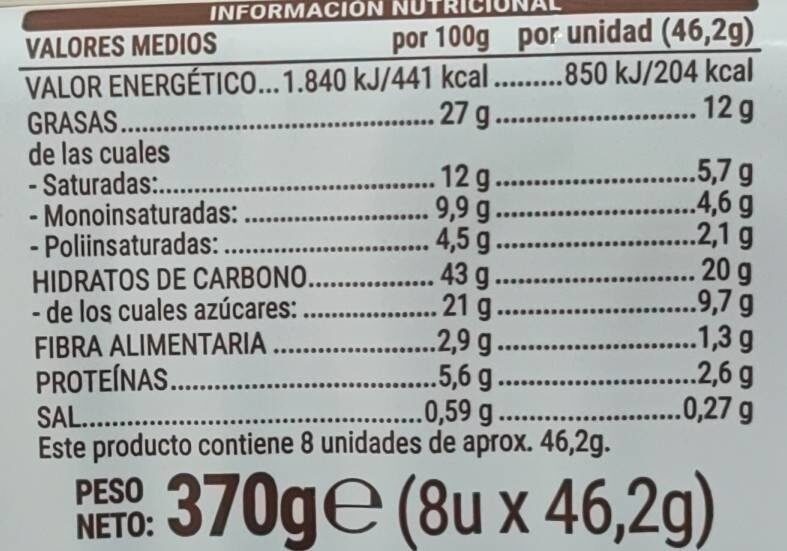 INFORMACIÓN NUTRICIONAL
VALORES MEDIOS por 100g por unidad (46,2g)
VALOR ENERGÉTICO...1.840 kJ/441 kcal.........850 kJ/204 kcal
GRASAS........................................ 27 g............................ 12 g
de las cuales
- Saturadas:................................... 12 g............................5,7 g
- Monoinsaturadas: ....................... 9,9 g............................4,6 g
- Poliinsaturadas: .......................... 4,5 g............................2,1 g
HIDRATOS DE CARBONO................ 43 g............................ 20 g
- de los cuales azúcares: ................. 21 g............................9,7 g
FIBRA ALIMENTARIA .....................2,9 g............................1,3 g
PROTEÍNAS..................................5,6 g............................2,6 g
SAL.............................................0,59 g..........................0,27 g
Este producto contiene 8 unidades de aprox. 46,2g.
PESO NETO: 370g℮ (8u x 46,2g)